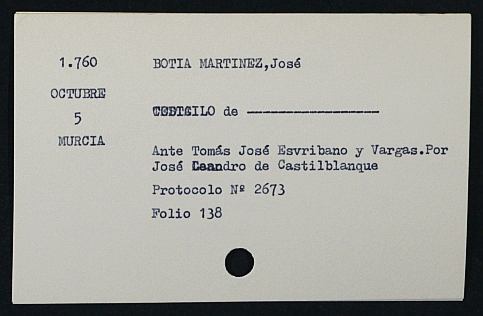 1.760
BOTIA MARTINEZ,José
OCTUBRE
5
MURCIA
CODICILO de -----------------
Ante Tomás José Esvribano y Vargas.Por
José Leandro de Castilblanque
Protocolo Nº 2673
Folio 138